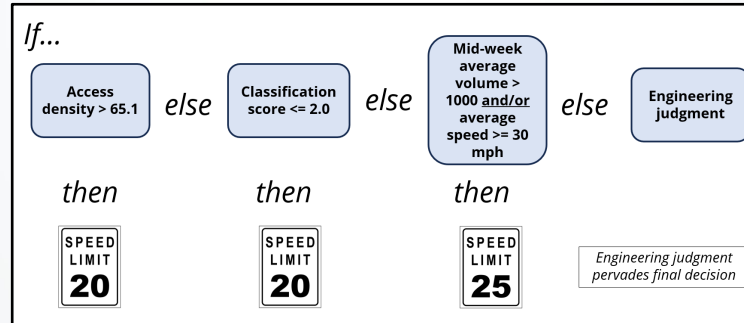 If...
Access
density > 65.1
else
Classification
score <= 2.0
else
Mid-week
average
volume >
1000 and/or
average
speed >= 30
mph
else
Engineering
judgment
then
then
then
SPEED
LIMIT
20
SPEED
LIMIT
20
SPEED
LIMIT
25
Engineering judgment
pervades final decision